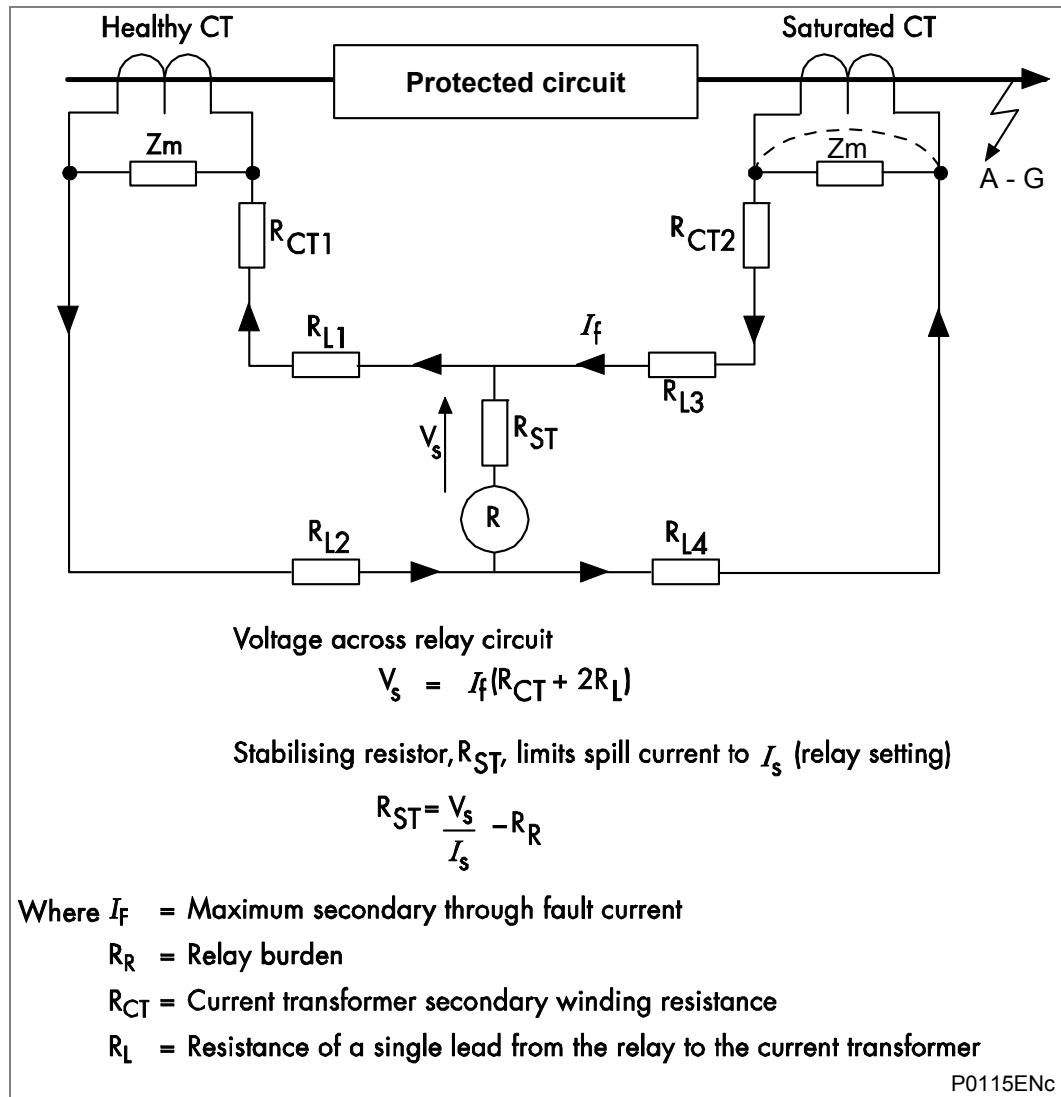 Healthy CT
Saturated CT
Protected circuit
Zm
Zm
A - G
RCT1
RCT2
RL1
If
RL3
Vs
RST
R
RL2
RL4
Voltage across relay circuit
Vs = If(RCT + 2RL)
Stabilising resistor, RST, limits spill current to Is (relay setting)
RST = Vs/Is – RR
Where IF = Maximum secondary through fault current
RR = Relay burden
RCT = Current transformer secondary winding resistance
RL = Resistance of a single lead from the relay to the current transformer
P0115ENc